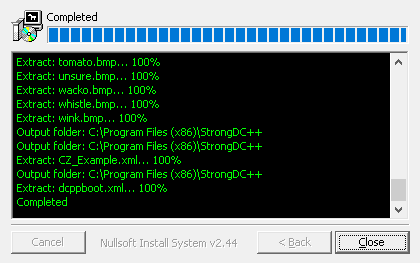 Completed
Extract: tomato.bmp... 100%
Extract: unsure.bmp... 100%
Extract: wacko.bmp... 100%
Extract: whistle.bmp... 100%
Extract: wink.bmp... 100%
Output folder: C:\Program Files (x86)\StrongDC++
Output folder: C:\Program Files (x86)\StrongDC++
Extract: CZ_Example.xml... 100%
Output folder: C:\Program Files (x86)\StrongDC++
Extract: dcppboot.xml... 100%
Completed
Cancel
Nullsoft Install System v2.44
< Back
Close